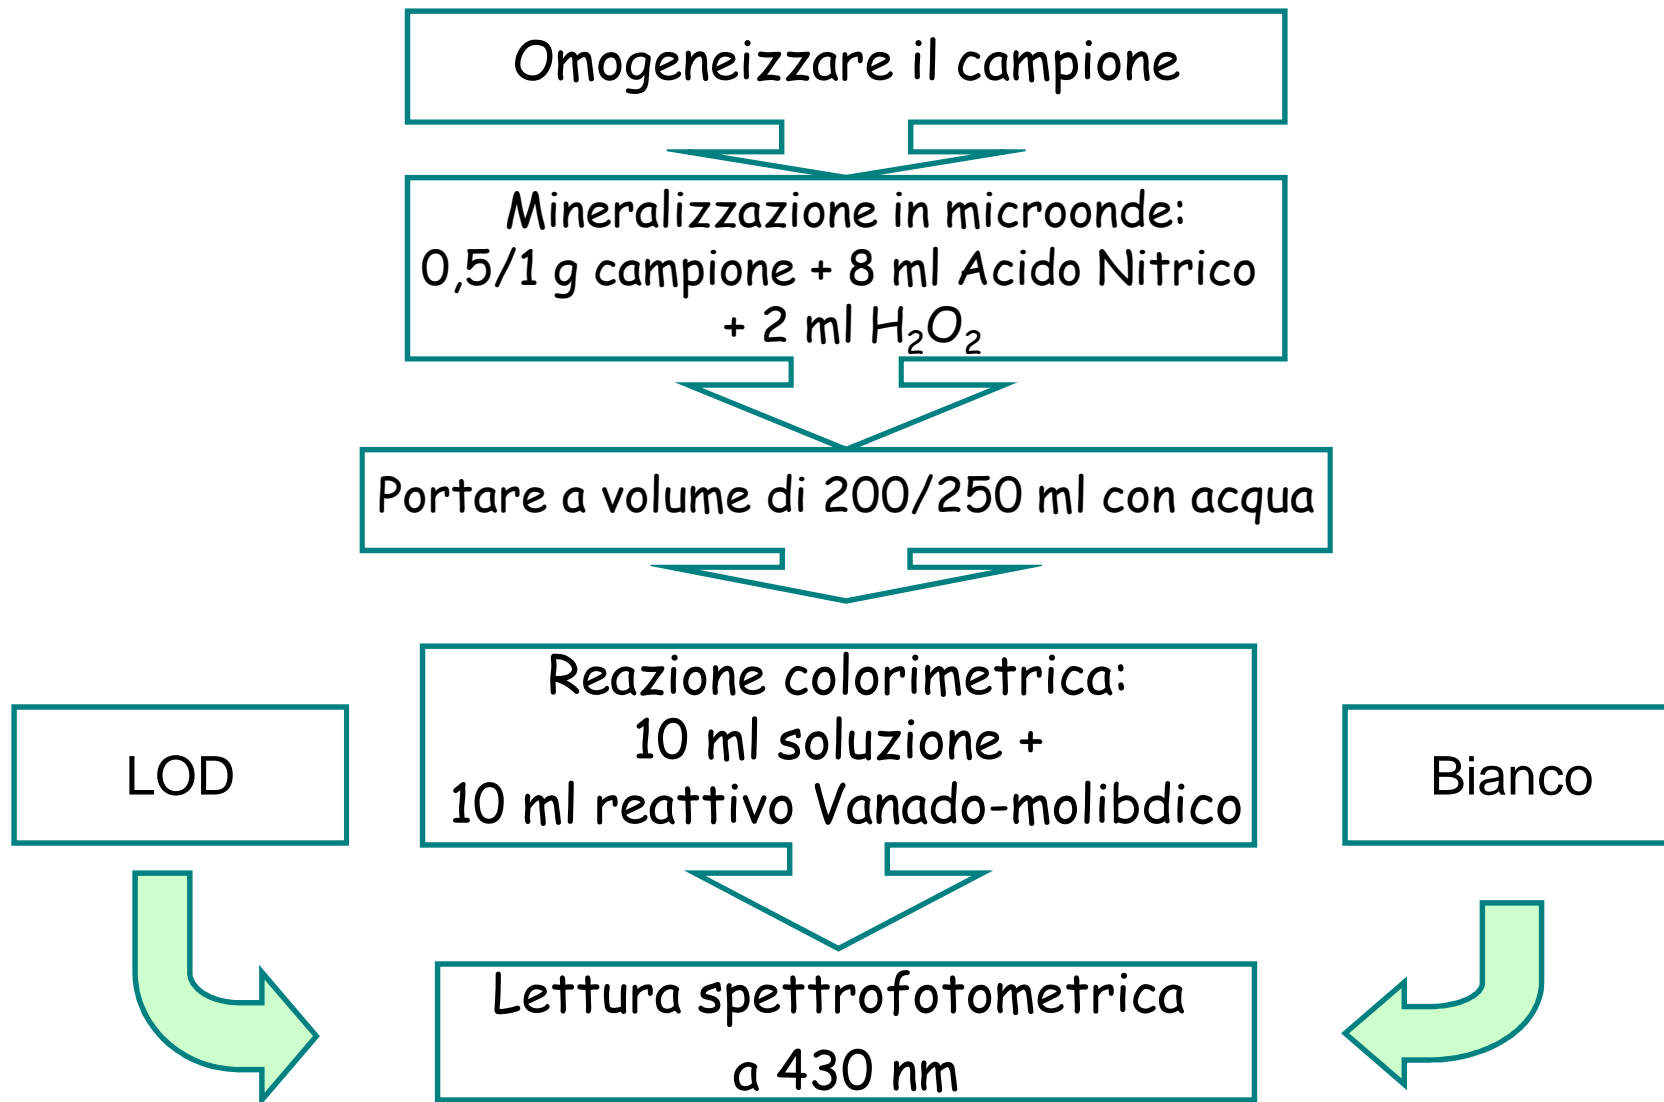 Omogeneizzare il campione
Mineralizzazione in microonde:
0,5/1 g campione + 8 ml Acido Nitrico
+ 2 ml H₂O₂
Portare a volume di 200/250 ml con acqua
Reazione colorimetrica:
10 ml soluzione +
10 ml reattivo Vanado-molibdico
LOD
Bianco
Lettura spettrofotometrica
a 430 nm